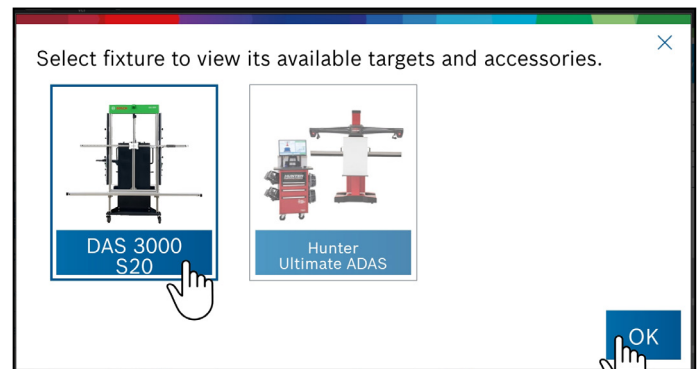 Select fixture to view its available targets and accessories.
DAS 3000
S20
Hunter
Ultimate ADAS
OK